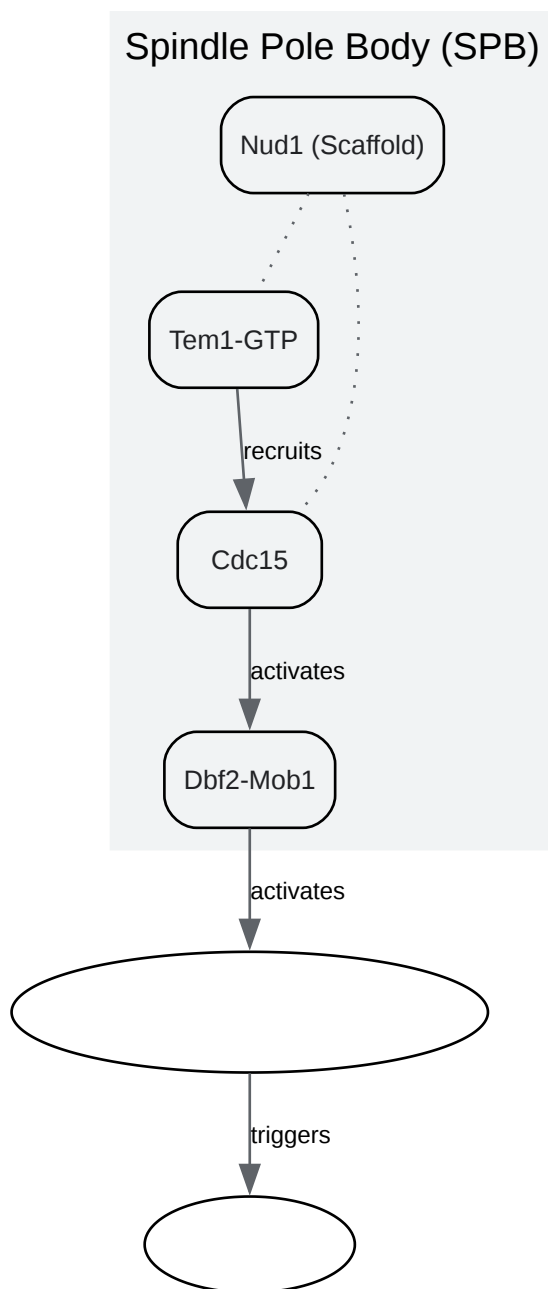 Spindle Pole Body (SPB)
Nud1 (Scaffold)
Tem1-GTP
recruits
Cdc15
activates
Dbf2-Mob1
activates
triggers